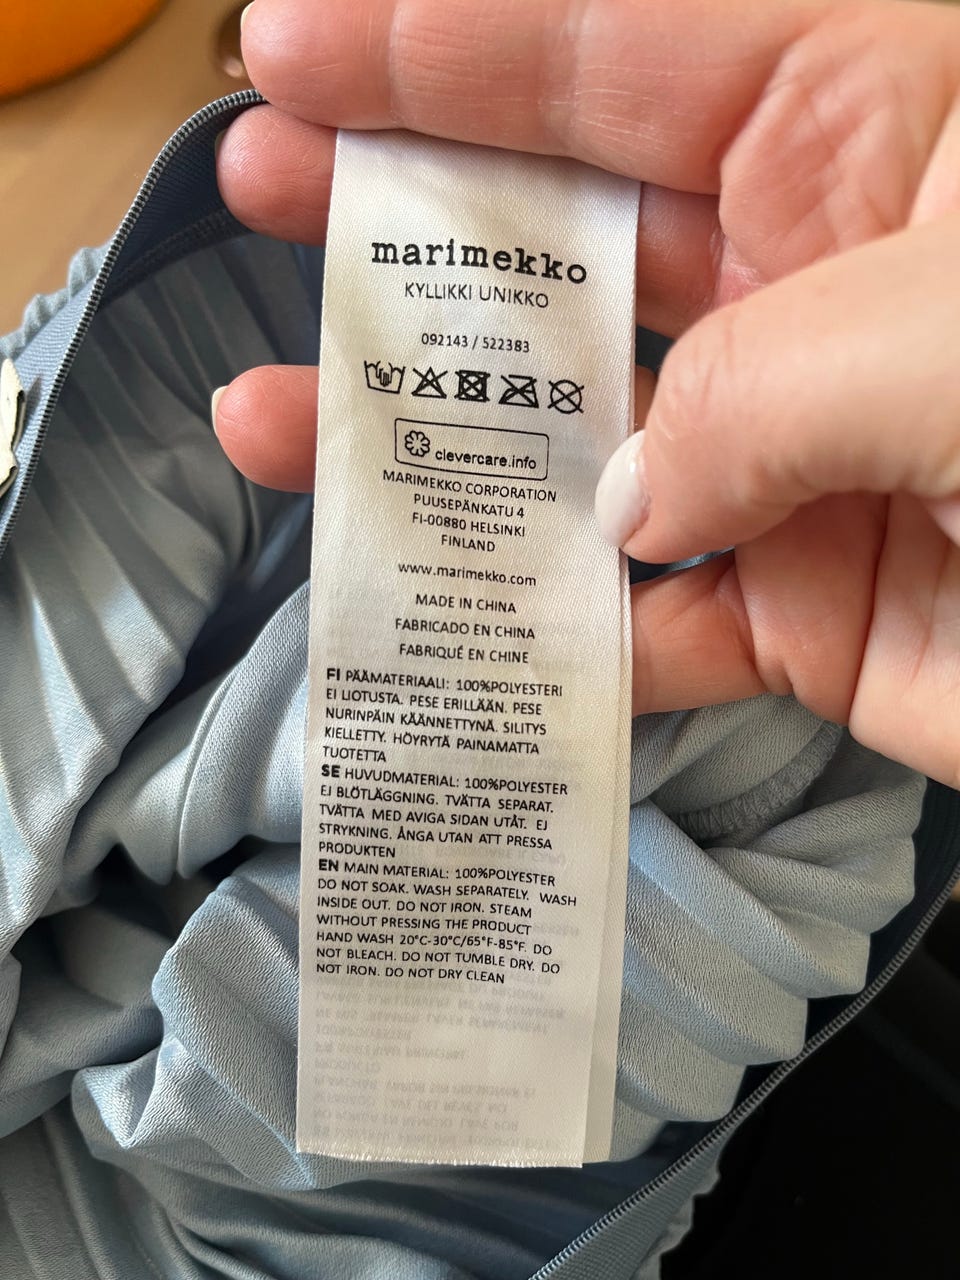 marimekko
KYLLIKKI UNIKKO
092143 / 522383
clevercare.info
MARIMEKKO CORPORATION
PUUSEPÄNKATU 4
FI-00880 HELSINKI
FINLAND
www.marimekko.com
MADE IN CHINA
FABRICADO EN CHINA
FABRIQUÉ EN CHINE
FI PÄÄMATERIAALI: 100%POLYESTERI
EI LIOTUSTA. PESE ERILLÄÄN. PESE
NURINPÄIN KÄÄNNETTYNÄ. SILITYS
KIELLETTY. HÖYRYTÄ PAINAMATTA
TUOTETTA
SE HUVUDMATERIAL: 100%POLYESTER
EJ BLÖTLÄGGNING. TVÄTTA SEPARAT.
TVÄTTA MED AVIGA SIDAN UTÅT. EJ
STRYKNING. ÅNGA UTAN ATT PRESSA
PRODUKTEN
EN MAIN MATERIAL: 100%POLYESTER
DO NOT SOAK. WASH SEPARATELY. WASH
INSIDE OUT. DO NOT IRON. STEAM
WITHOUT PRESSING THE PRODUCT
HAND WASH 20°C-30°C/65°F-85°F. DO
NOT BLEACH. DO NOT TUMBLE DRY. DO
NOT IRON. DO NOT DRY CLEAN